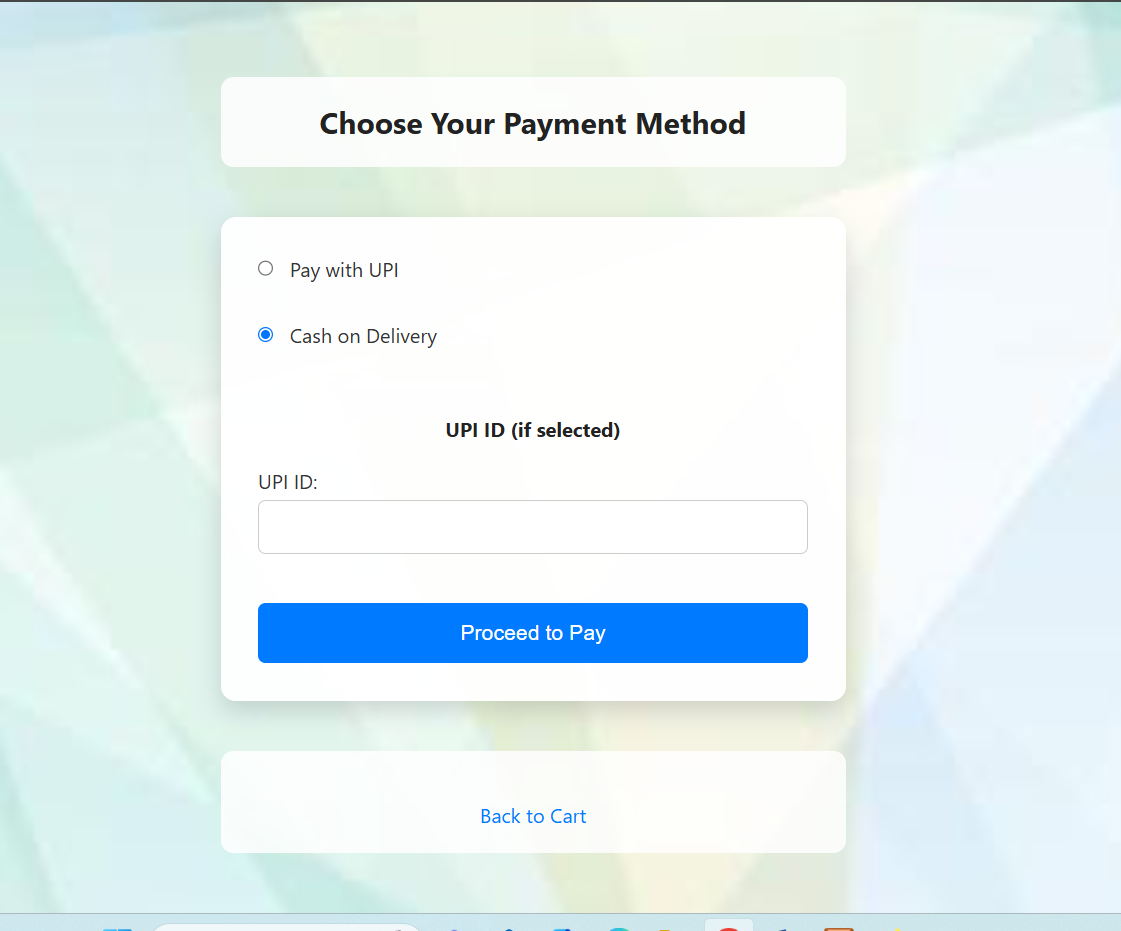 Choose Your Payment Method
Pay with UPI
Cash on Delivery
UPI ID (if selected)
UPI ID:
Proceed to Pay
Back to Cart